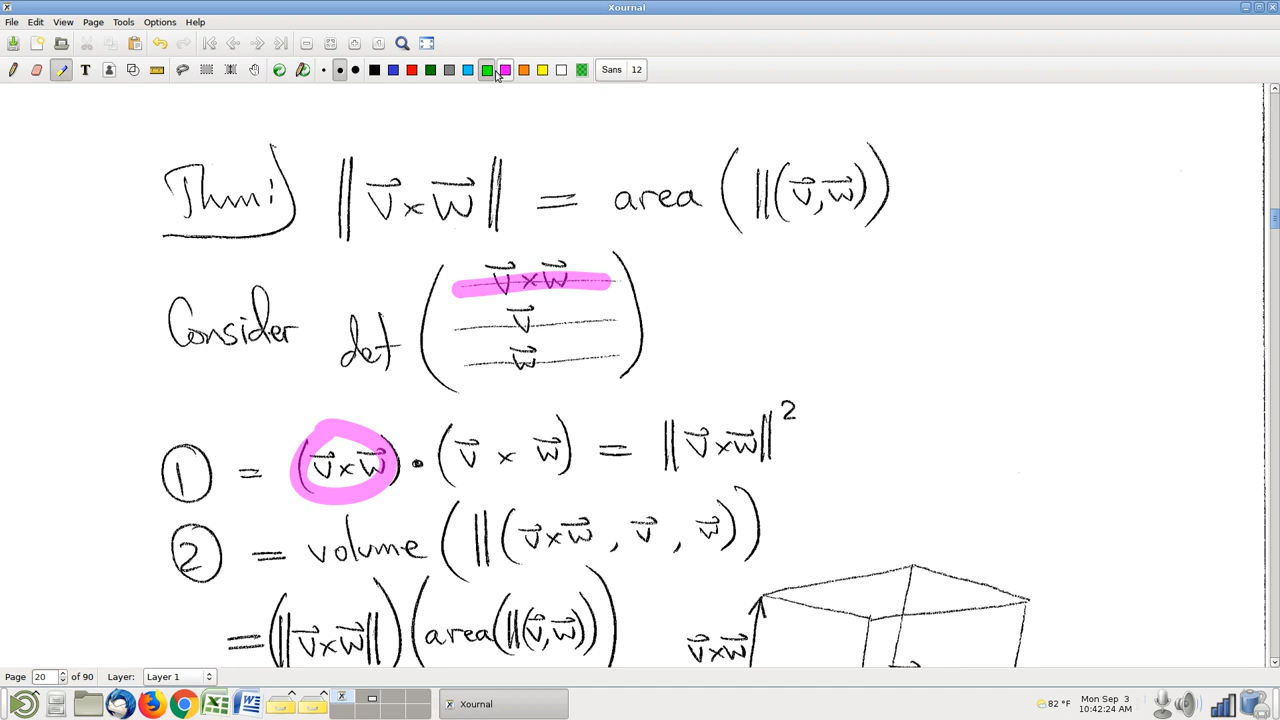 Xournal
File Edit View Page Tools Options Help
Sans 12
Thm: ‖v⃗×w⃗‖ = area (‖(v⃗,w⃗))
Consider det ( v⃗×w⃗
v⃗
w⃗ )
① = (v⃗×w⃗) • (v⃗ × w⃗) = ‖v⃗×w⃗‖²
② = volume (‖(v⃗×w⃗ , v⃗ , w⃗))
= (‖v⃗×w⃗‖) (area(‖(v⃗,w⃗)))
v⃗×w⃗
Page 20 of 90 Layer: Layer 1
Xournal
82 °F
Mon Sep 3
10:42:24 AM